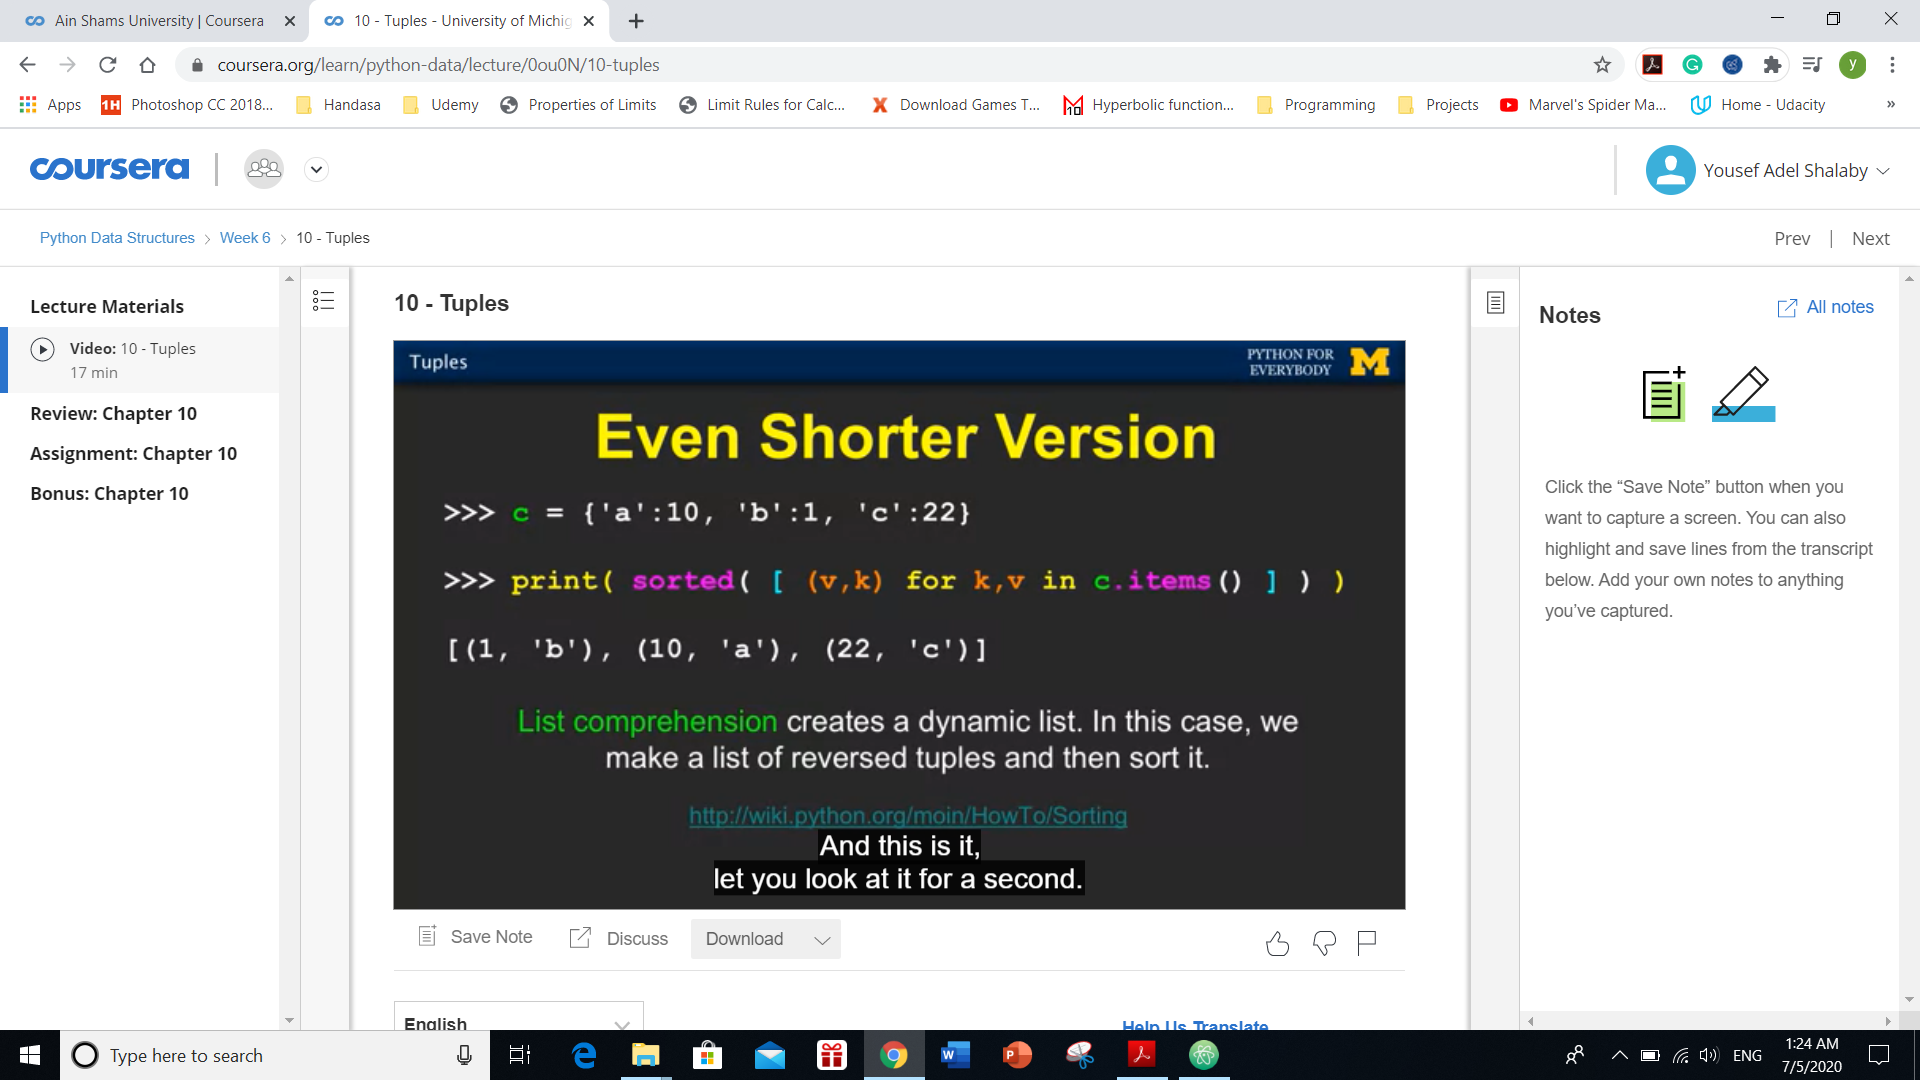 Ain Shams University | Coursera
10 - Tuples - University of Michig
coursera.org/learn/python-data/lecture/0ou0N/10-tuples
y
Apps
1H Photoshop CC 2018...
Handasa
Udemy
Properties of Limits
Limit Rules for Calc...
X Download Games T...
10 Hyperbolic function...
Programming
Projects
Marvel's Spider Ma...
Home - Udacity
»
coursera
Yousef Adel Shalaby
Python Data Structures > Week 6 > 10 - Tuples
Prev | Next
Lecture Materials
Video: 10 - Tuples
17 min
Review: Chapter 10
Assignment: Chapter 10
Bonus: Chapter 10
10 - Tuples
Tuples
PYTHON FOR
EVERYBODY
M
Even Shorter Version
>>> c = {'a':10, 'b':1, 'c':22}
>>> print( sorted( [ (v,k) for k,v in c.items() ] ) )
[(1, 'b'), (10, 'a'), (22, 'c')]
List comprehension creates a dynamic list. In this case, we
make a list of reversed tuples and then sort it.
http://wiki.python.org/moin/HowTo/Sorting
And this is it,
let you look at it for a second.
Save Note
Discuss
Download
English
Help Us Translate
Notes
All notes
Click the “Save Note” button when you
want to capture a screen. You can also
highlight and save lines from the transcript
below. Add your own notes to anything
you’ve captured.
Type here to search
ENG
1:24 AM
7/5/2020